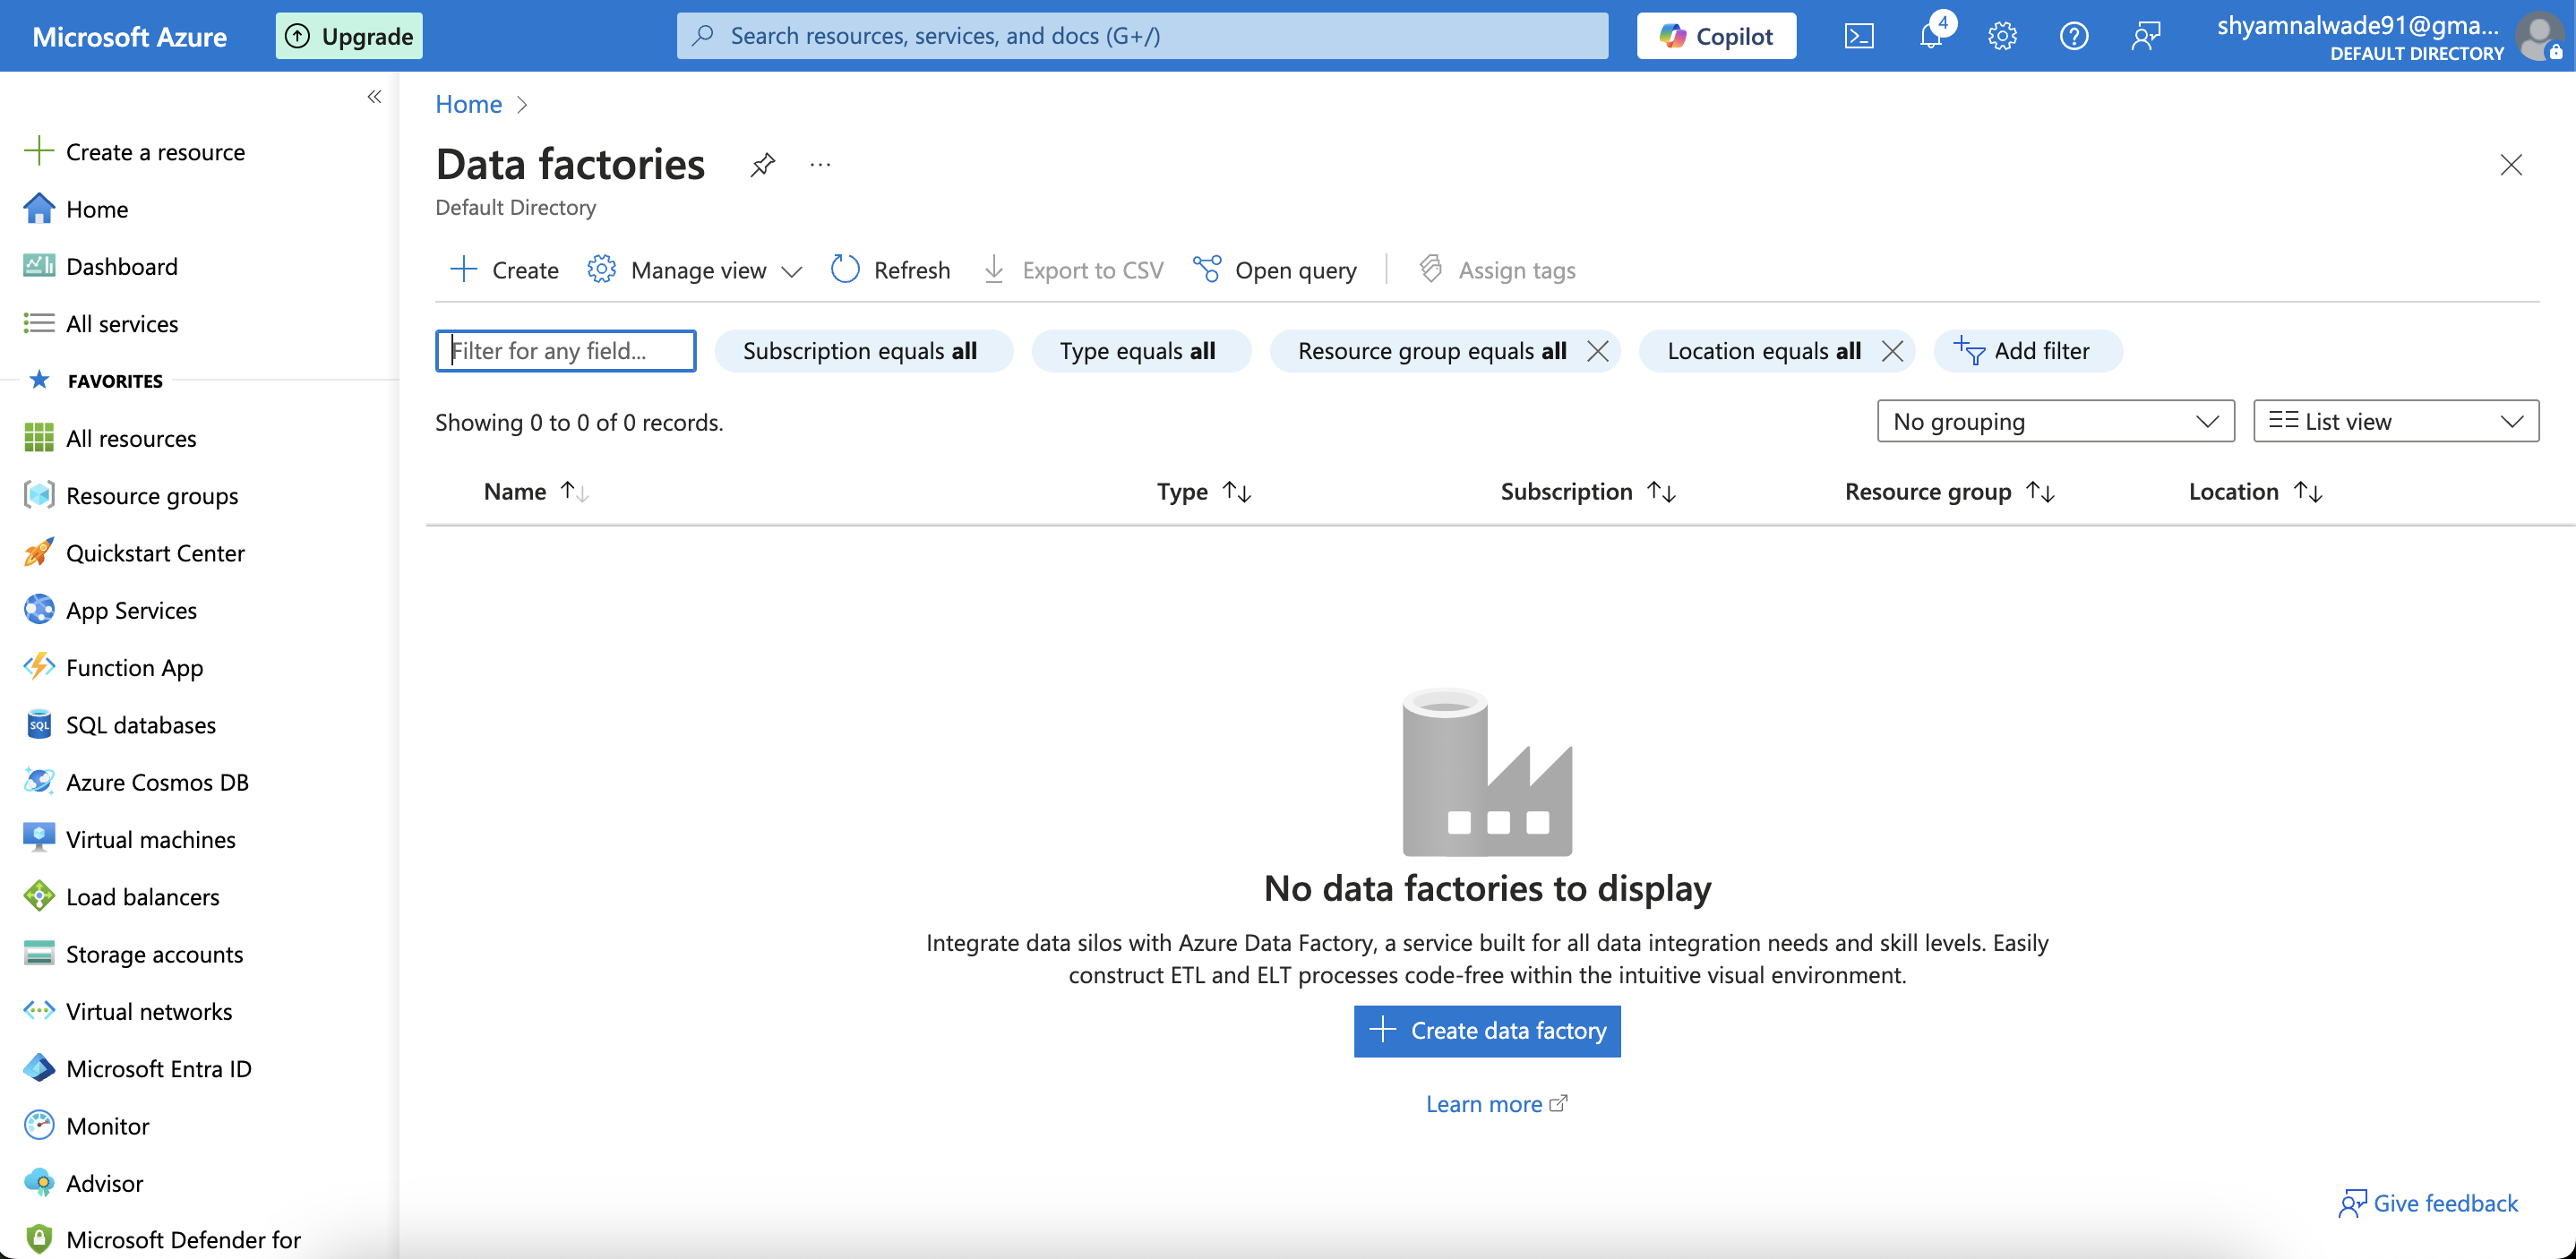 Microsoft Azure
Upgrade
Search resources, services, and docs (G+/)
Copilot
4
shyamnalwade91@gma...
DEFAULT DIRECTORY
Create a resource
Home
Dashboard
All services
FAVORITES
All resources
Resource groups
Quickstart Center
App Services
Function App
SQL
SQL databases
Azure Cosmos DB
Virtual machines
Load balancers
Storage accounts
Virtual networks
Microsoft Entra ID
Monitor
Advisor
Microsoft Defender for
Home
Data factories
Default Directory
Create
Manage view
Refresh
Export to CSV
Open query
Assign tags
Filter for any field...
Subscription equals all
Type equals all
Resource group equals all
Location equals all
Add filter
Showing 0 to 0 of 0 records.
No grouping
List view
Name
Type
Subscription
Resource group
Location
No data factories to display
Integrate data silos with Azure Data Factory, a service built for all data integration needs and skill levels. Easily
construct ETL and ELT processes code-free within the intuitive visual environment.
Create data factory
Learn more
Give feedback